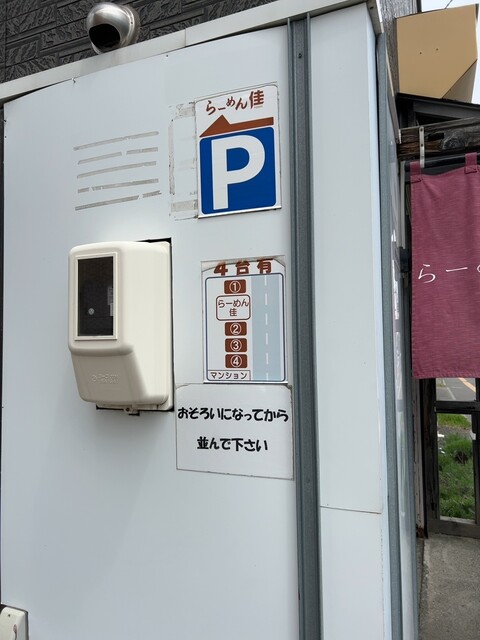 らーめん佳
P
4台有
①
らーめん
佳
②
③
④
マンション
おそろいになってから
並んで下さい
らー